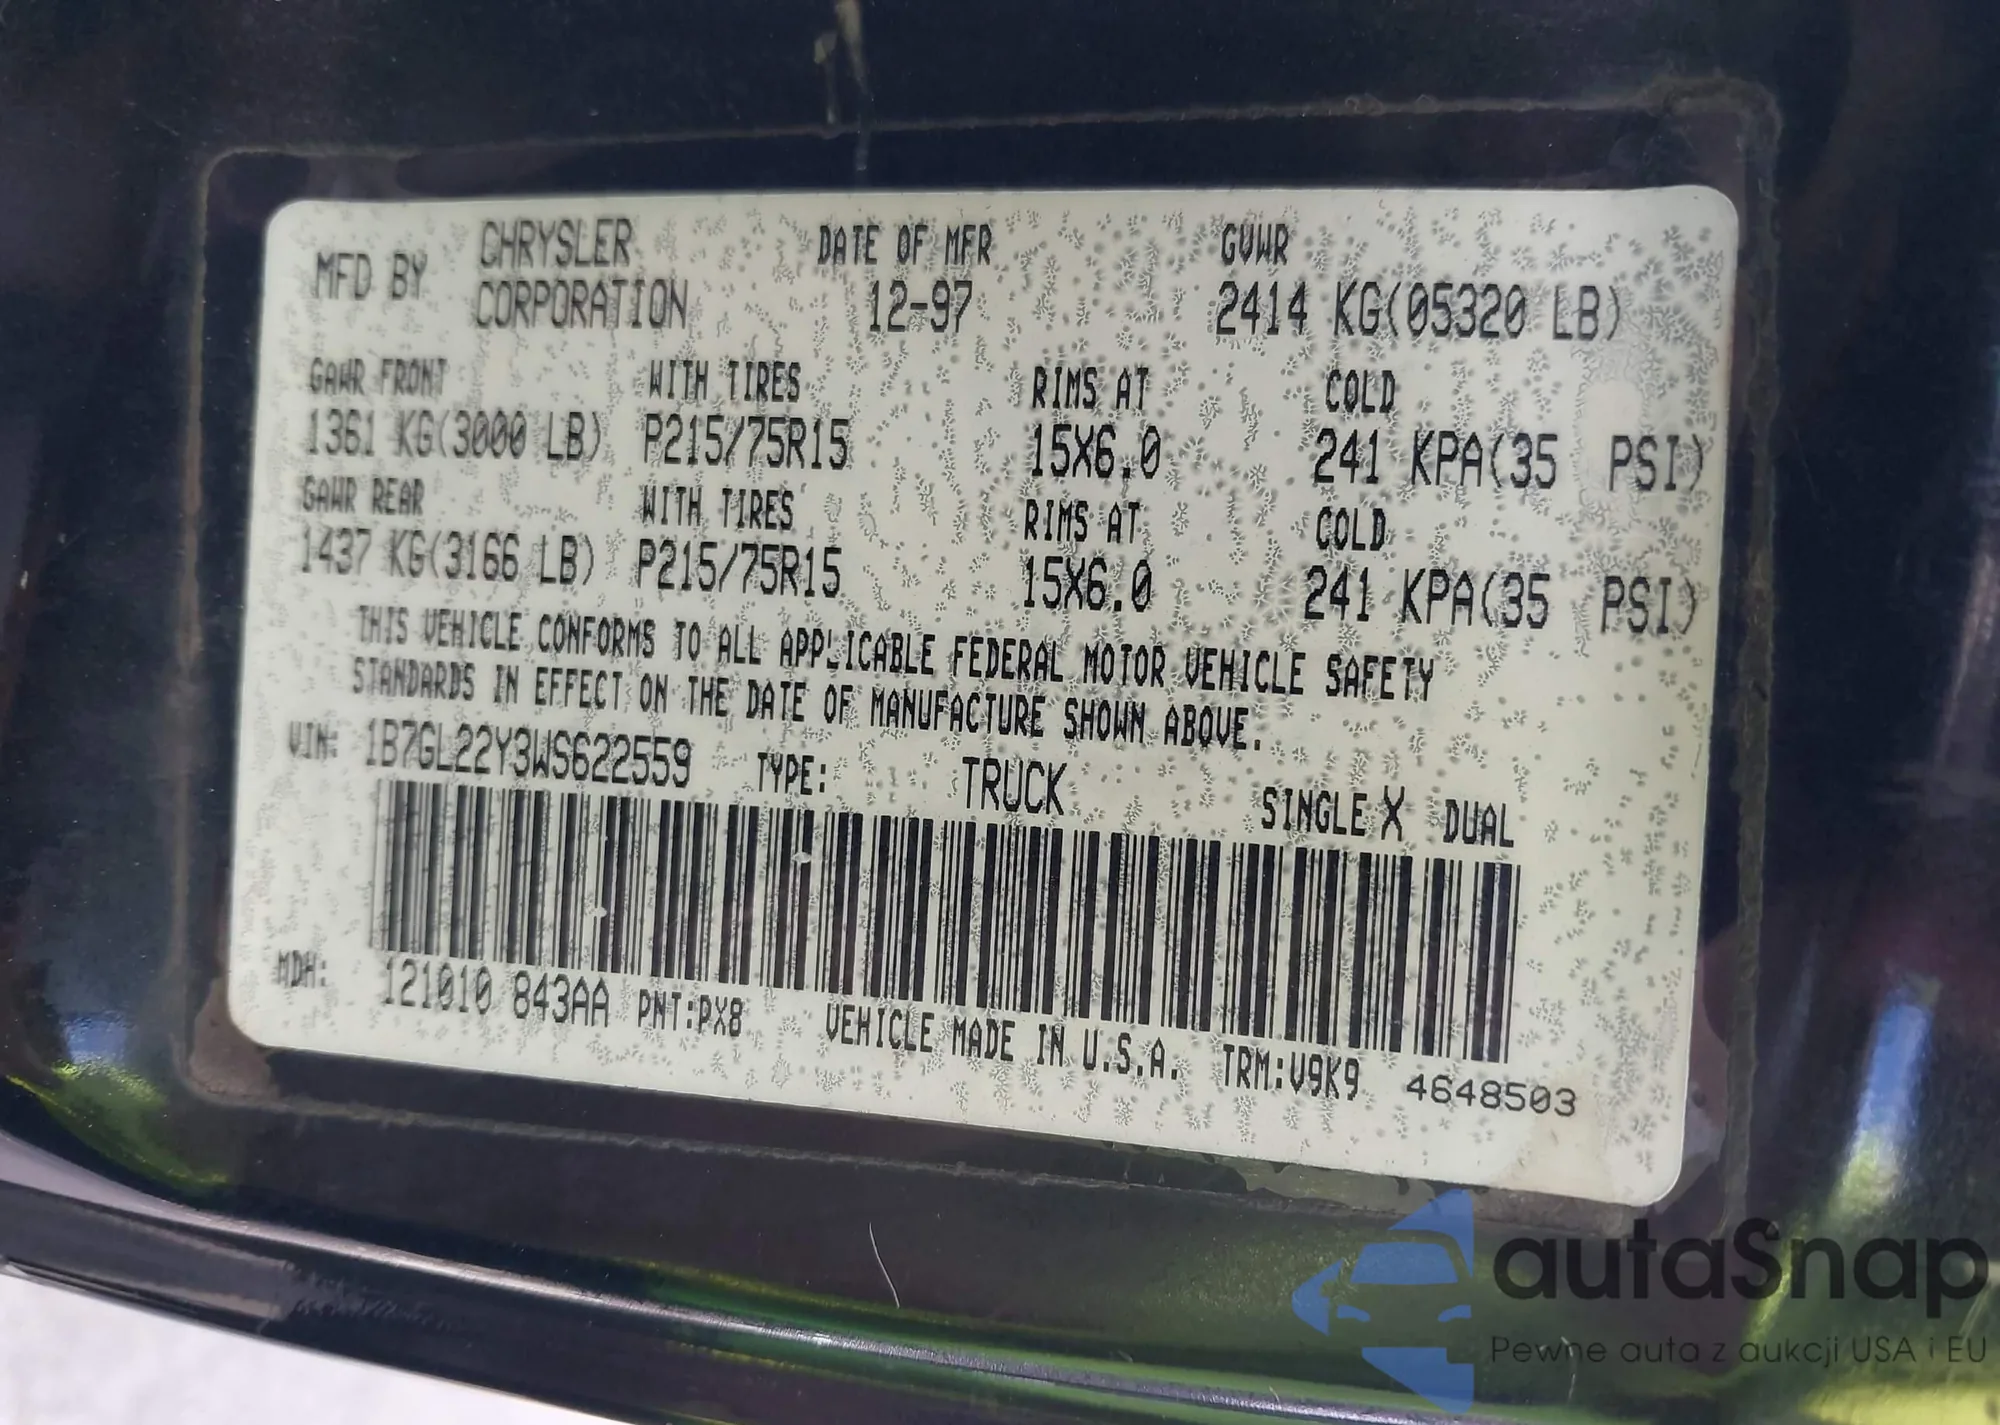 MFD BY CHRYSLER CORPORATION DATE OF MFR 12-97 GVWR 2414 KG(05320 LB)
GAWR FRONT WITH TIRES RIMS AT COLD
1361 KG(3000 LB) P215/75R15 15X6.0 241 KPA(35 PSI)
GAWR REAR WITH TIRES RIMS AT COLD
1437 KG(3166 LB) P215/75R15 15X6.0 241 KPA(35 PSI)
THIS VEHICLE CONFORMS TO ALL APPLICABLE FEDERAL MOTOR VEHICLE SAFETY
STANDARDS IN EFFECT ON THE DATE OF MANUFACTURE SHOWN ABOVE.
VIN: 1B7GL22Y3WS622559 TYPE: TRUCK SINGLE X DUAL
MDH: 121010 843AA PNT:PX8 VEHICLE MADE IN U.S.A. TRM:V9K9 4648503
autaSnap
Pewne auta z aukcji USA i EU